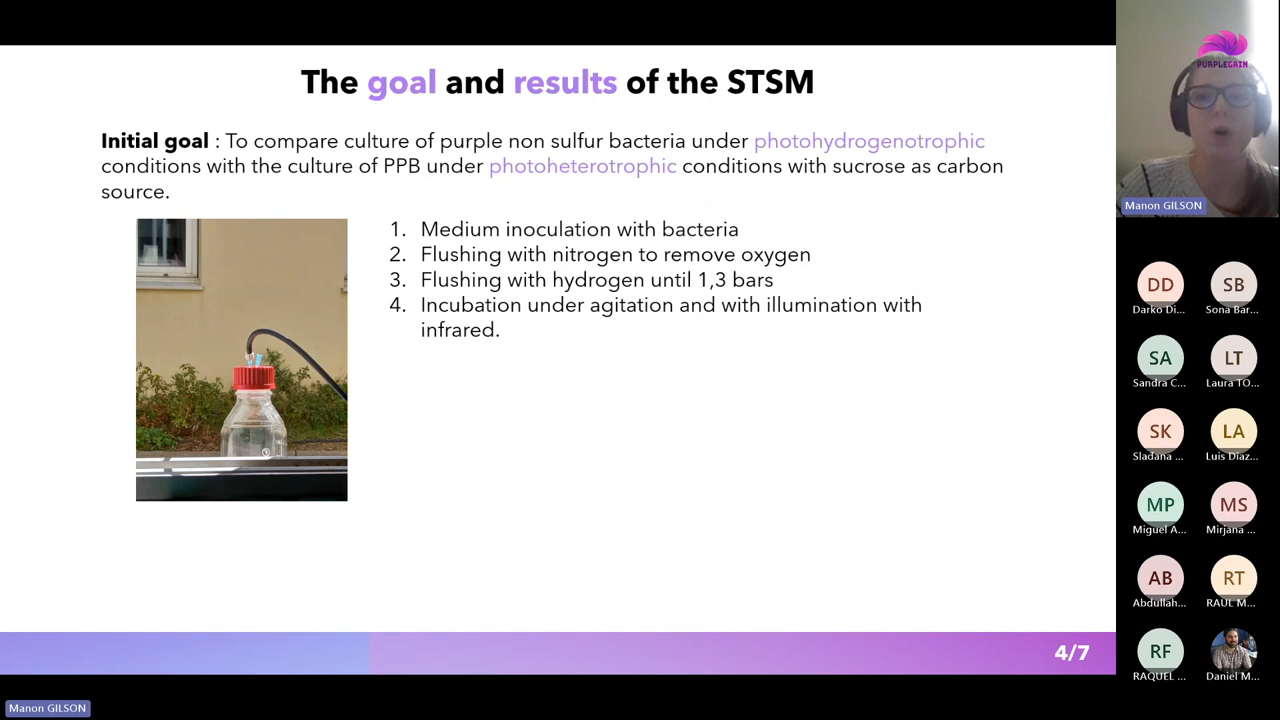 The goal and results of the STSM
Initial goal : To compare culture of purple non sulfur bacteria under photohydrogenotrophic
conditions with the culture of PPB under photoheterotrophic conditions with sucrose as carbon
source.
1. Medium inoculation with bacteria
2. Flushing with nitrogen to remove oxygen
3. Flushing with hydrogen until 1,3 bars
4. Incubation under agitation and with illumination with
infrared.
4/7
Manon GILSON
PURPLEGAIN
Manon GILSON
DD
Darko Di...
SB
Sona Bar...
SA
Sandra C...
LT
Laura TO...
SK
Sladana ...
LA
Luis Diaz...
MP
Miguel A...
MS
Mirjana ...
AB
Abdullah...
RT
RAUL M...
RF
RAQUEL ...
Daniel M...